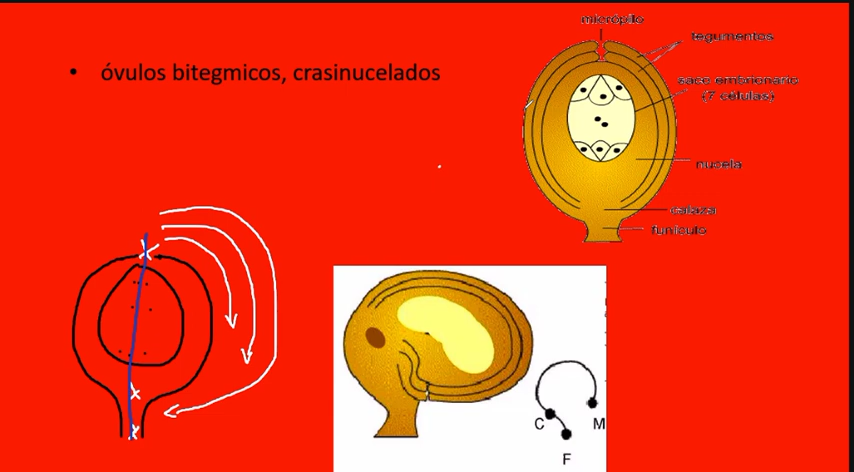 • óvulos bitegmicos, crasinucelados
micrópilo
tegumentos
saco embrionario
(7 células)
nucela
calaza
funículo
C
M
F